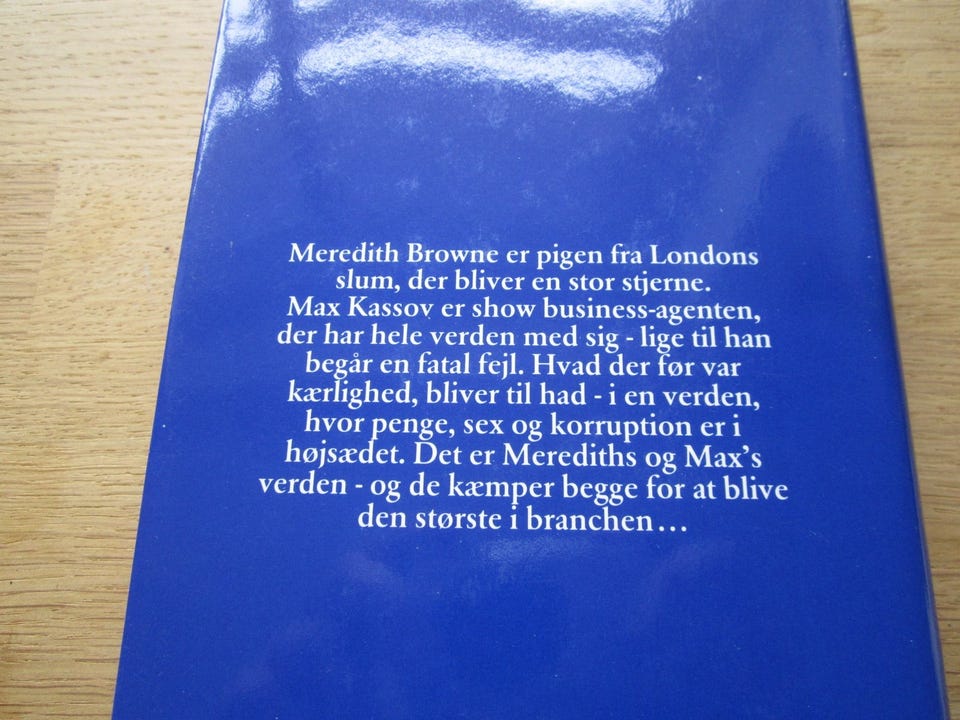 Meredith Browne er pigen fra Londons
slum, der bliver en stor stjerne.
Max Kassov er show business-agenten,
der har hele verden med sig - lige til han
begår en fatal fejl. Hvad der før var
kærlighed, bliver til had - i en verden,
hvor penge, sex og korruption er i
højsædet. Det er Merediths og Max's
verden - og de kæmper begge for at blive
den største i branchen...